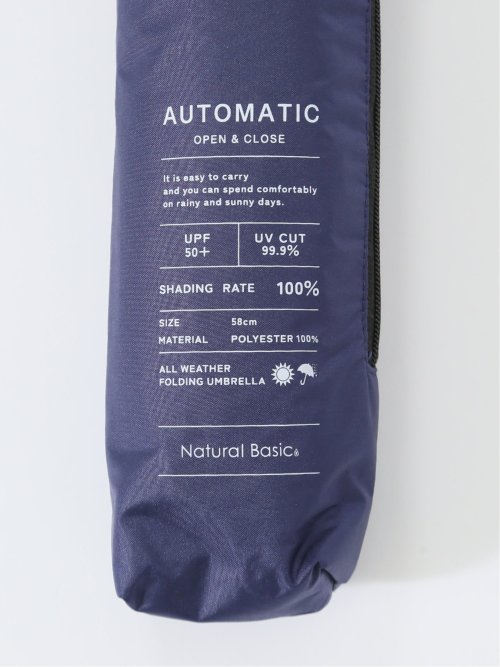 AUTOMATIC
OPEN & CLOSE
It is easy to carry
and you can spend comfortably
on rainy and sunny days.
UPF UV CUT
50+ 99.9%
SHADING RATE 100%
SIZE 58cm
MATERIAL POLYESTER 100%
ALL WEATHER
FOLDING UMBRELLA
Natural Basic®